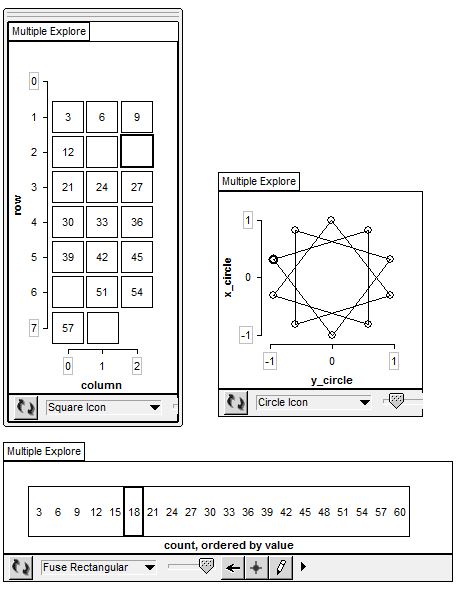 Multiple Explore
0
1 3 6 9
2 12
3 21 24 27
4 30 33 36
5 39 42 45
6 51 54
7 57
row
0 1 2
column
Square Icon
Multiple Explore
1
0
-1
x_circle
-1 0 1
y_circle
Circle Icon
Multiple Explore
3 6 9 12 15 18 21 24 27 30 33 36 39 42 45 48 51 54 57 60
count, ordered by value
Fuse Rectangular